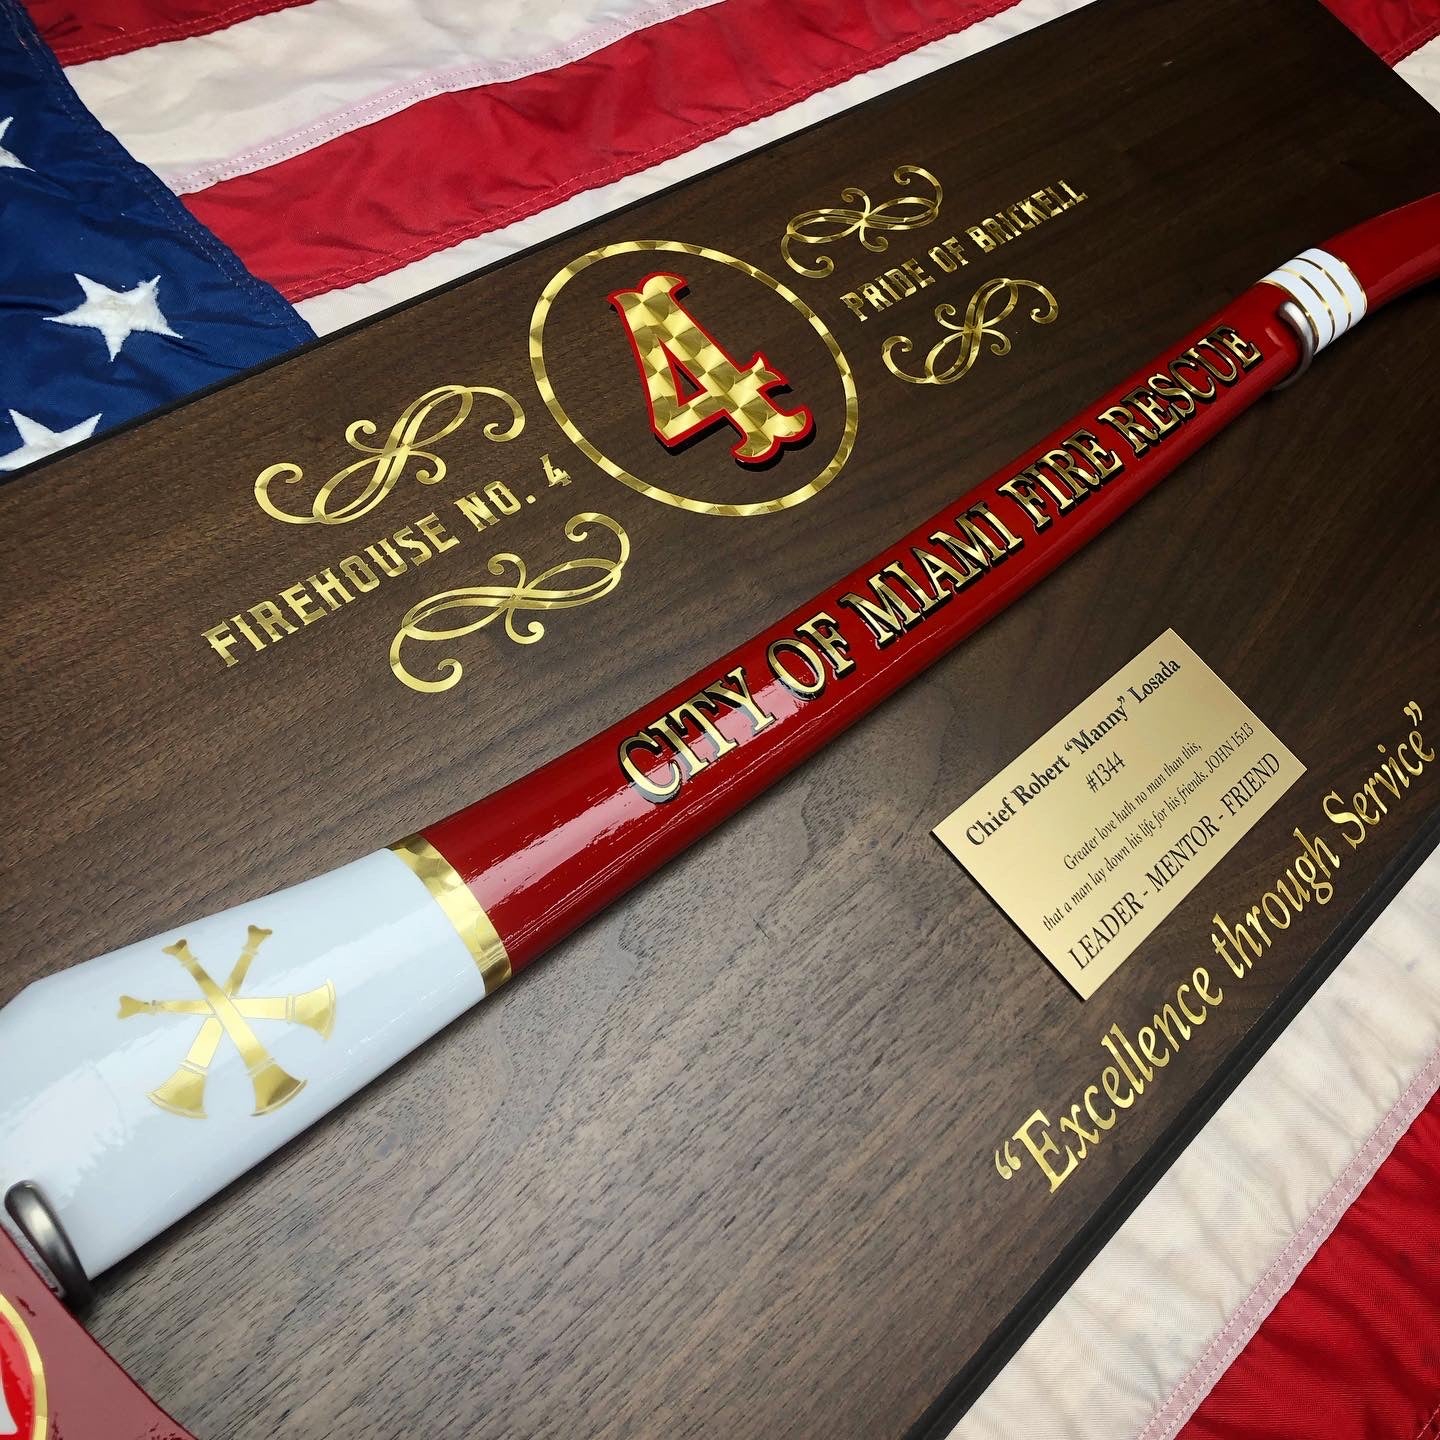 FIREHOUSE NO. 4
4
PRIDE OF BRICKELL
CITY OF MIAMI FIRE RESCUE
Chief Robert “Manny” Losada
#1344
Greater love hath no man than this,
that a man lay down his life for his friends. JOHN 15:13
LEADER - MENTOR - FRIEND
“Excellence through Service”